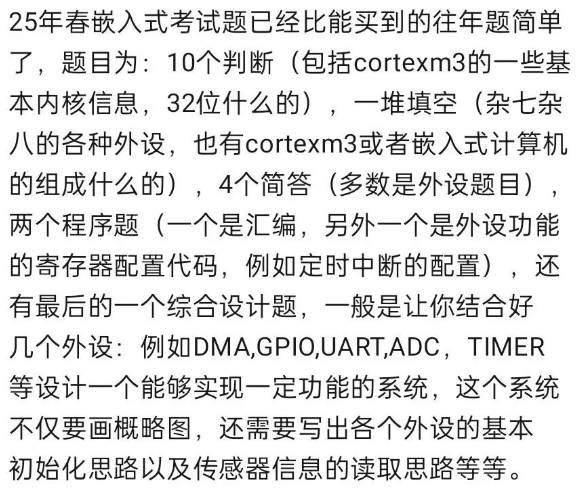 25年春嵌入式考试题已经比能买到的往年题简单
了，题目为：10个判断（包括cortexm3的一些基
本内核信息，32位什么的），一堆填空（杂七杂
八的各种外设，也有cortexm3或者嵌入式计算机
的组成什么的），4个简答（多数是外设题目），
两个程序题（一个是汇编，另外一个是外设功能
的寄存器配置代码，例如定时中断的配置），还
有最后的一个综合设计题，一般是让你结合好
几个外设：例如DMA,GPIO,UART,ADC，TIMER
等设计一个能够实现一定功能的系统，这个系统
不仅要画概略图，还需要写出各个外设的基本
初始化思路以及传感器信息的读取思路等等。